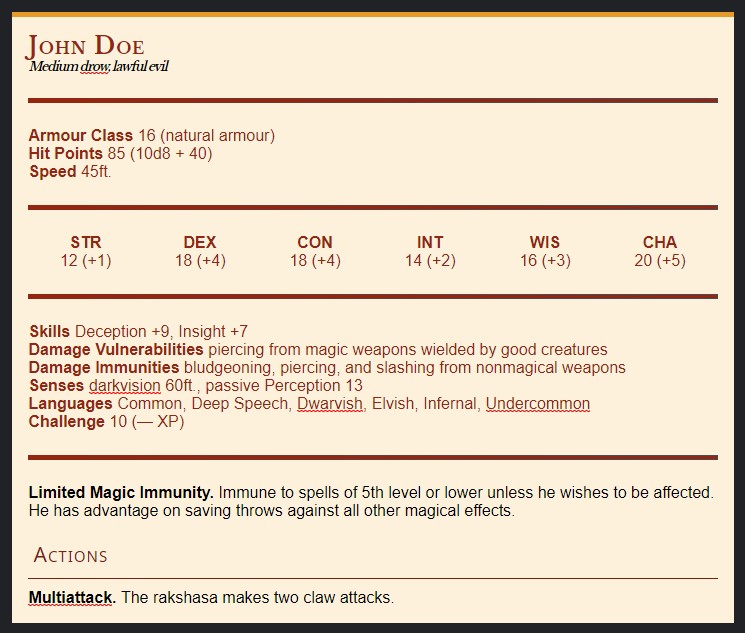 John Doe
Medium drow, lawful evil
Armour Class 16 (natural armour)
Hit Points 85 (10d8 + 40)
Speed 45ft.
STR DEX CON INT WIS CHA
12 (+1) 18 (+4) 18 (+4) 14 (+2) 16 (+3) 20 (+5)
Skills Deception +9, Insight +7
Damage Vulnerabilities piercing from magic weapons wielded by good creatures
Damage Immunities bludgeoning, piercing, and slashing from nonmagical weapons
Senses darkvision 60ft., passive Perception 13
Languages Common, Deep Speech, Dwarvish, Elvish, Infernal, Undercommon
Challenge 10 (— XP)
Limited Magic Immunity. Immune to spells of 5th level or lower unless he wishes to be affected.
He has advantage on saving throws against all other magical effects.
Actions
Multiattack. The rakshasa makes two claw attacks.